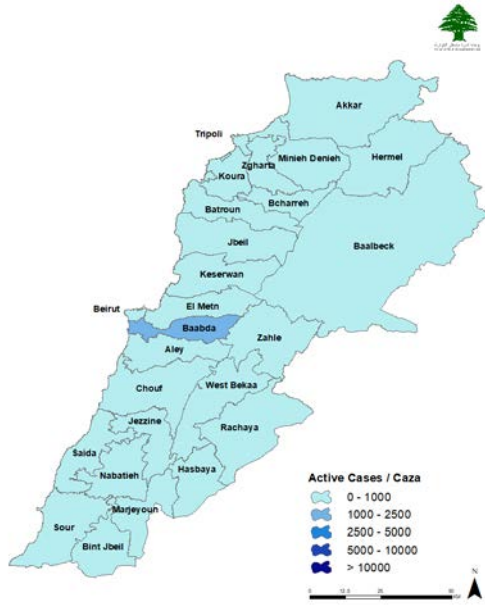 Akkar
Tripoli
Zgharta
Minieh Denieh
Hermel
Koura
Bcharreh
Batroun
Jbeil
Baalbeck
Keserwan
El Metn
Beirut
Baabda
Zahle
Aley
Chouf
West Bekaa
Jezzine
Rachaya
Saida
Hasbaya
Nabatieh
Marjeyoun
Sour
Bint Jbeil
Active Cases / Caza
0 - 1000
1000 - 2500
2500 - 5000
5000 - 10000
> 10000
N